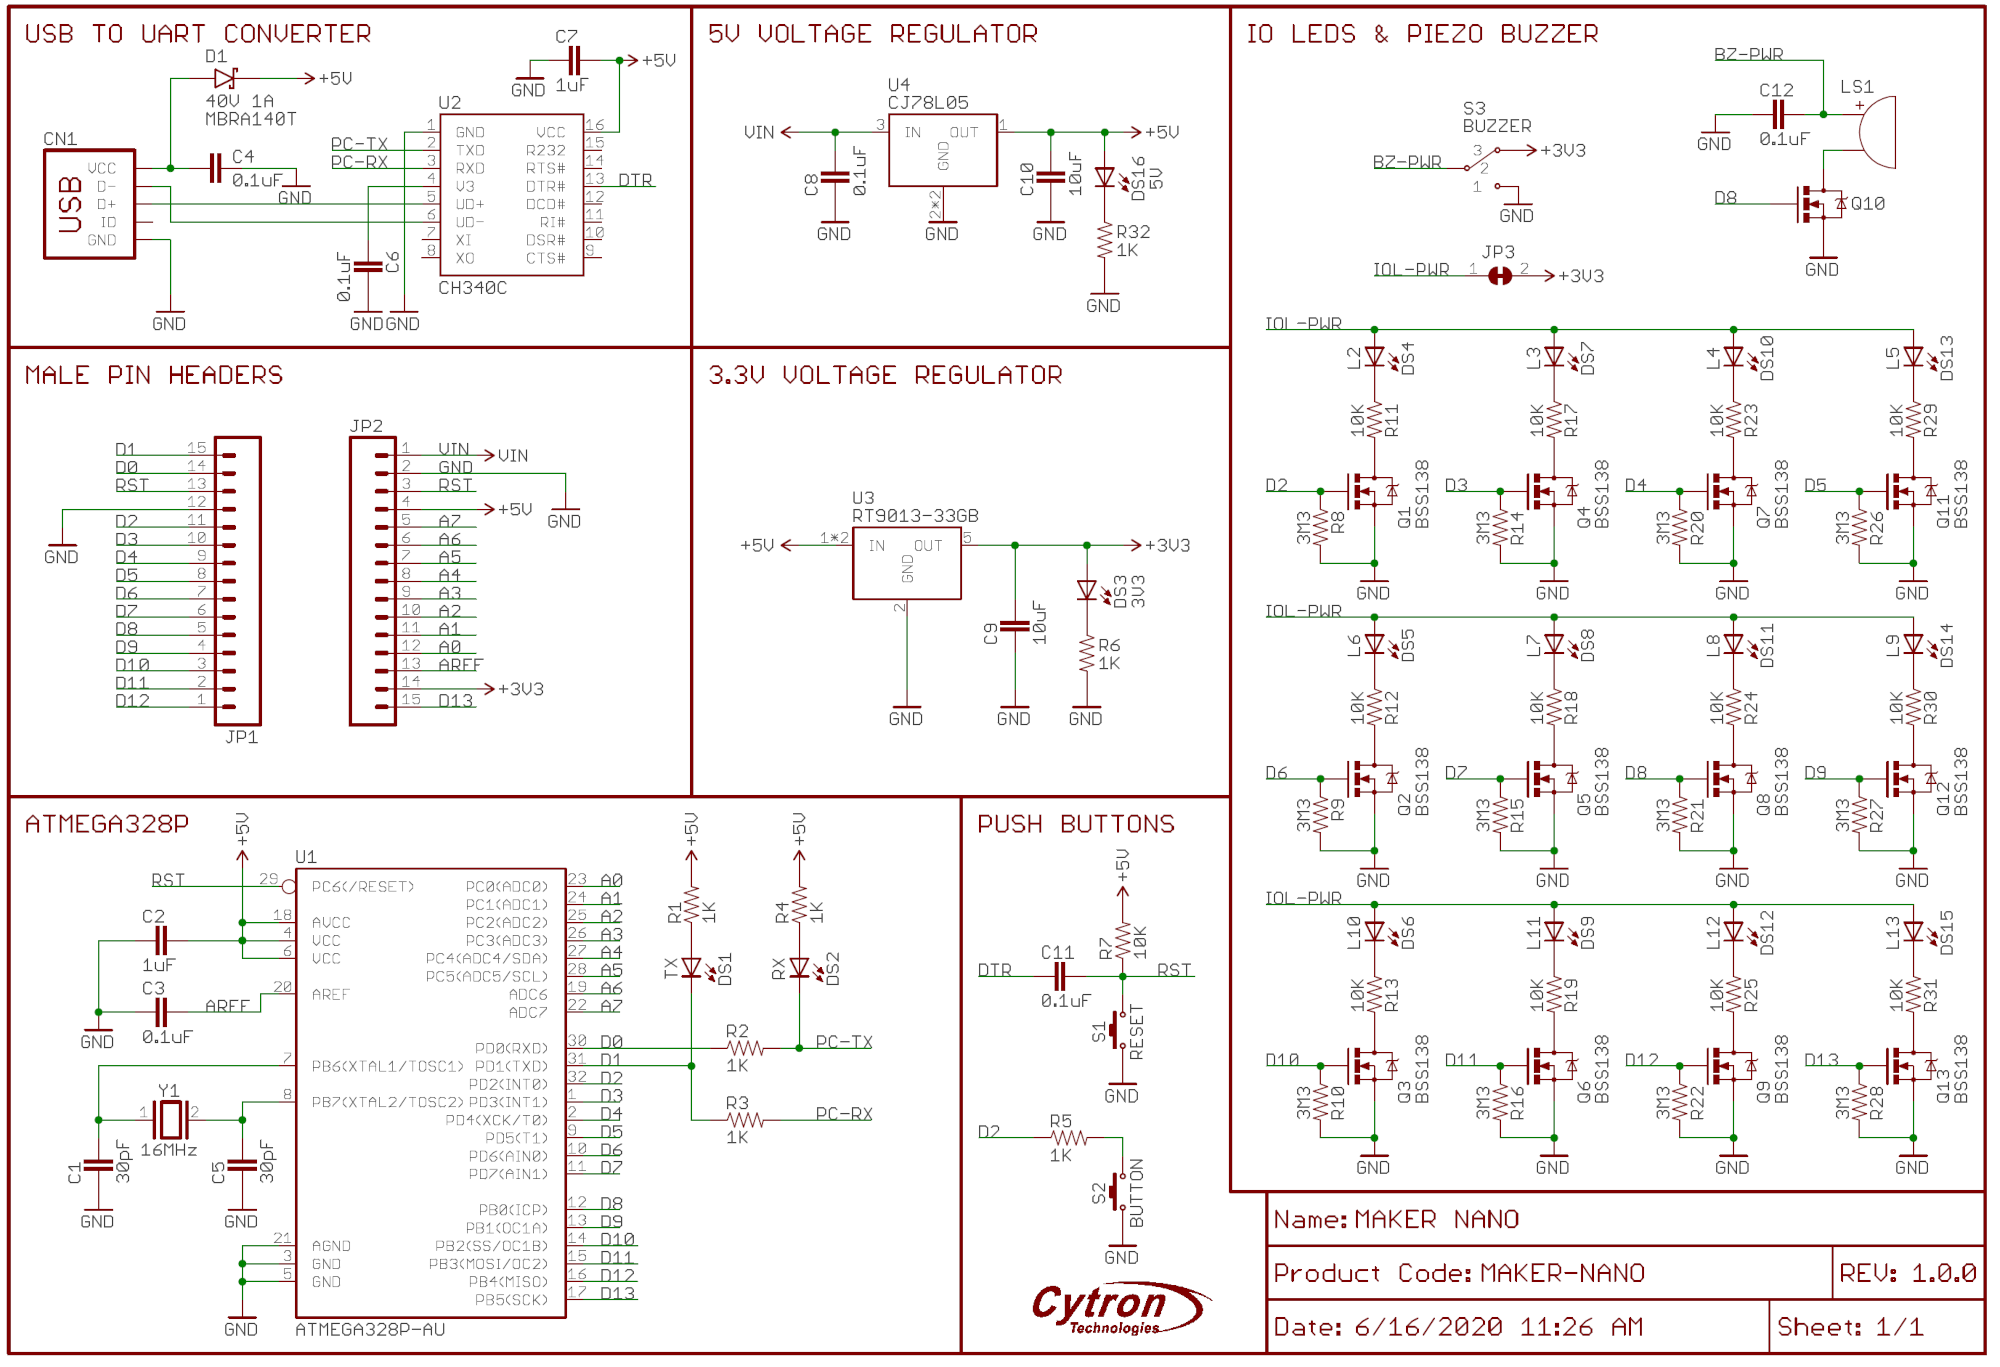 USB TO UART CONVERTER
D1
+5V
40V 1A
MBRA140T
C7
+5V
GND
1uF
U2
CN1
USB
VCC
D-
D+
ID
GND
C4
0.1uF
GND
GND
PC-TX
PC-RX
1 GND VCC 16
2 TXD R232 15
3 RXD RTS# 14
4 V3 DTR# 13 DTR
5 UD+ DCD# 12
6 UD- RI# 11
7 XI DSR# 10
8 XO CTS# 9
CH340C
0.1uF
C6
GND
GND
5V VOLTAGE REGULATOR
U4
CJ78L05
VIN
3 IN OUT 1
GND
2*2
+5V
C8
0.1uF
C10
10uF
DS16
5V
R32
1K
GND
GND
GND
GND
IO LEDS & PIEZO BUZZER
BZ-PWR
C12
0.1uF
GND
LS1
+
D8
Q10
GND
S3
BUZZER
BZ-PWR
3
2
1
+3V3
GND
JP3
IOL-PWR 1 2 +3V3
IOL-PWR
L2 DS4
L3 DS7
L4 DS10
L5 DS13
10K R11
10K R17
10K R23
10K R29
D2 D3 D4 D5
3M3 R8
3M3 R14
3M3 R20
3M3 R26
Q1 BSS138
Q4 BSS138
Q7 BSS138
Q11 BSS138
GND GND GND GND
IOL-PWR
L6 DS5
L7 DS8
L8 DS11
L9 DS14
10K R12
10K R18
10K R24
10K R30
D6 D7 D8 D9
3M3 R9
3M3 R15
3M3 R21
3M3 R27
Q2 BSS138
Q5 BSS138
Q8 BSS138
Q12 BSS138
GND GND GND GND
IOL-PWR
L10 DS6
L11 DS9
L12 DS12
L13 DS15
10K R13
10K R19
10K R25
10K R31
D10 D11 D12 D13
3M3 R10
3M3 R16
3M3 R22
3M3 R28
Q3 BSS138
Q6 BSS138
Q9 BSS138
Q13 BSS138
GND GND GND GND
MALE PIN HEADERS
D1 15
D0 14
RST 13
12
D2 11
D3 10
D4 9
D5 8
D6 7
D7 6
D8 5
D9 4
D10 3
D11 2
D12 1
GND
JP1
JP2
1 VIN VIN
2 GND
3 RST
4 +5V
GND
5 A7
6 A6
7 A5
8 A4
9 A3
10 A2
11 A1
12 A0
13 AREF
14 +3V3
15 D13
3.3V VOLTAGE REGULATOR
U3
RT9013-33GB
+5V
1*2 IN OUT 5
GND
2
+3V3
C9
10uF
DS3
3V3
R6
1K
GND
GND
GND
ATMEGA328P
+5V
U1
RST 29 PC6(/RESET)
18 AVCC
4 VCC
6 VCC
20 AREF
7 PB6(XTAL1/TOSC1)
8 PB7(XTAL2/TOSC2)
21 AGND
3 GND
5 GND
C2
1uF
C3
0.1uF
AREF
GND
Y1
1 2
16MHz
C1
30pF
C5
30pF
GND
GND
GND
PC0(ADC0) 23 A0
PC1(ADC1) 24 A1
PC2(ADC2) 25 A2
PC3(ADC3) 26 A3
PC4(ADC4/SDA) 27 A4
PC5(ADC5/SCL) 28 A5
ADC6 19 A6
ADC7 22 A7
PD0(RXD) 30 D0
PD1(TXD) 31 D1
PD2(INT0) 32 D2
PD3(INT1) 1 D3
PD4(XCK/T0) 2 D4
PD5(T1) 9 D5
PD6(AIN0) 10 D6
PD7(AIN1) 11 D7
PB0(ICP) 12 D8
PB1(OC1A) 13 D9
PB2(SS/OC1B) 14 D10
PB3(MOSI/OC2) 15 D11
PB4(MISO) 16 D12
PB5(SCK) 17 D13
ATMEGA328P-AU
+5V
R1
1K
TX
DS1
+5V
R4
1K
RX
DS2
R2
1K
PC-TX
R3
1K
PC-RX
PUSH BUTTONS
+5V
R7
10K
C11
DTR
0.1uF
RST
S1
RESET
GND
D2
R5
1K
S2
BUTTON
GND
Cytron
Technologies
Name: MAKER NANO
Product Code: MAKER-NANO
REV: 1.0.0
Date: 6/16/2020 11:26 AM
Sheet: 1/1